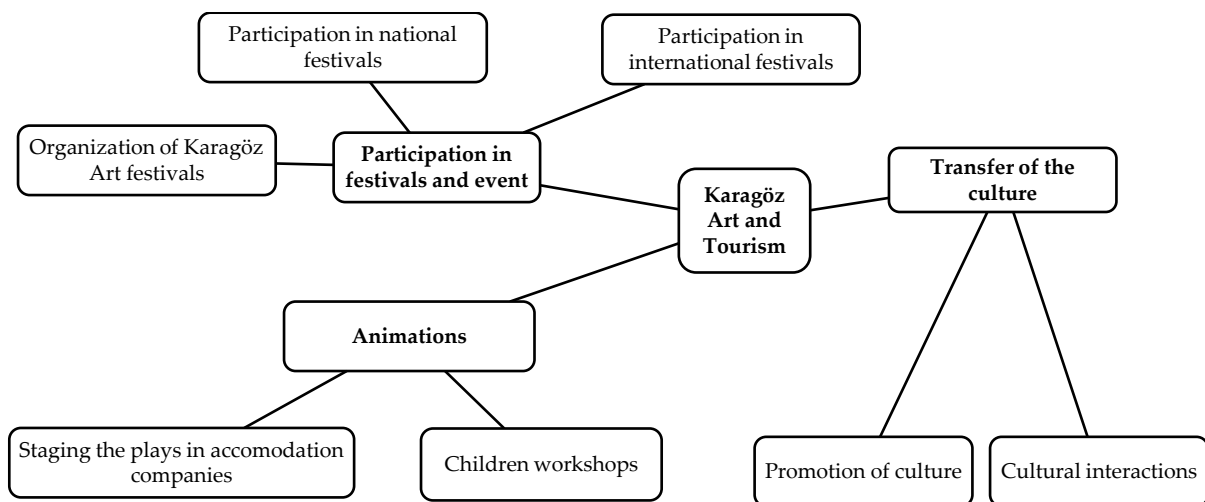 Participation in national
festivals
Participation in
international festivals
Organization of Karagöz
Art festivals
Participation in
festivals and event
Transfer of the
culture
Karagöz
Art and
Tourism
Animations
Staging the plays in accomodation
companies
Children workshops
Promotion of culture
Cultural interactions